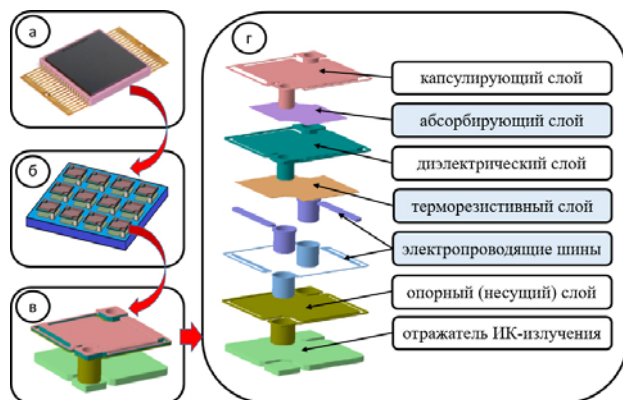 а
б
в
г
капсулирующий слой
абсорбирующий слой
диэлектрический слой
терморезистивный слой
электропроводящие шины
опорный (несущий) слой
отражатель ИК-излучения